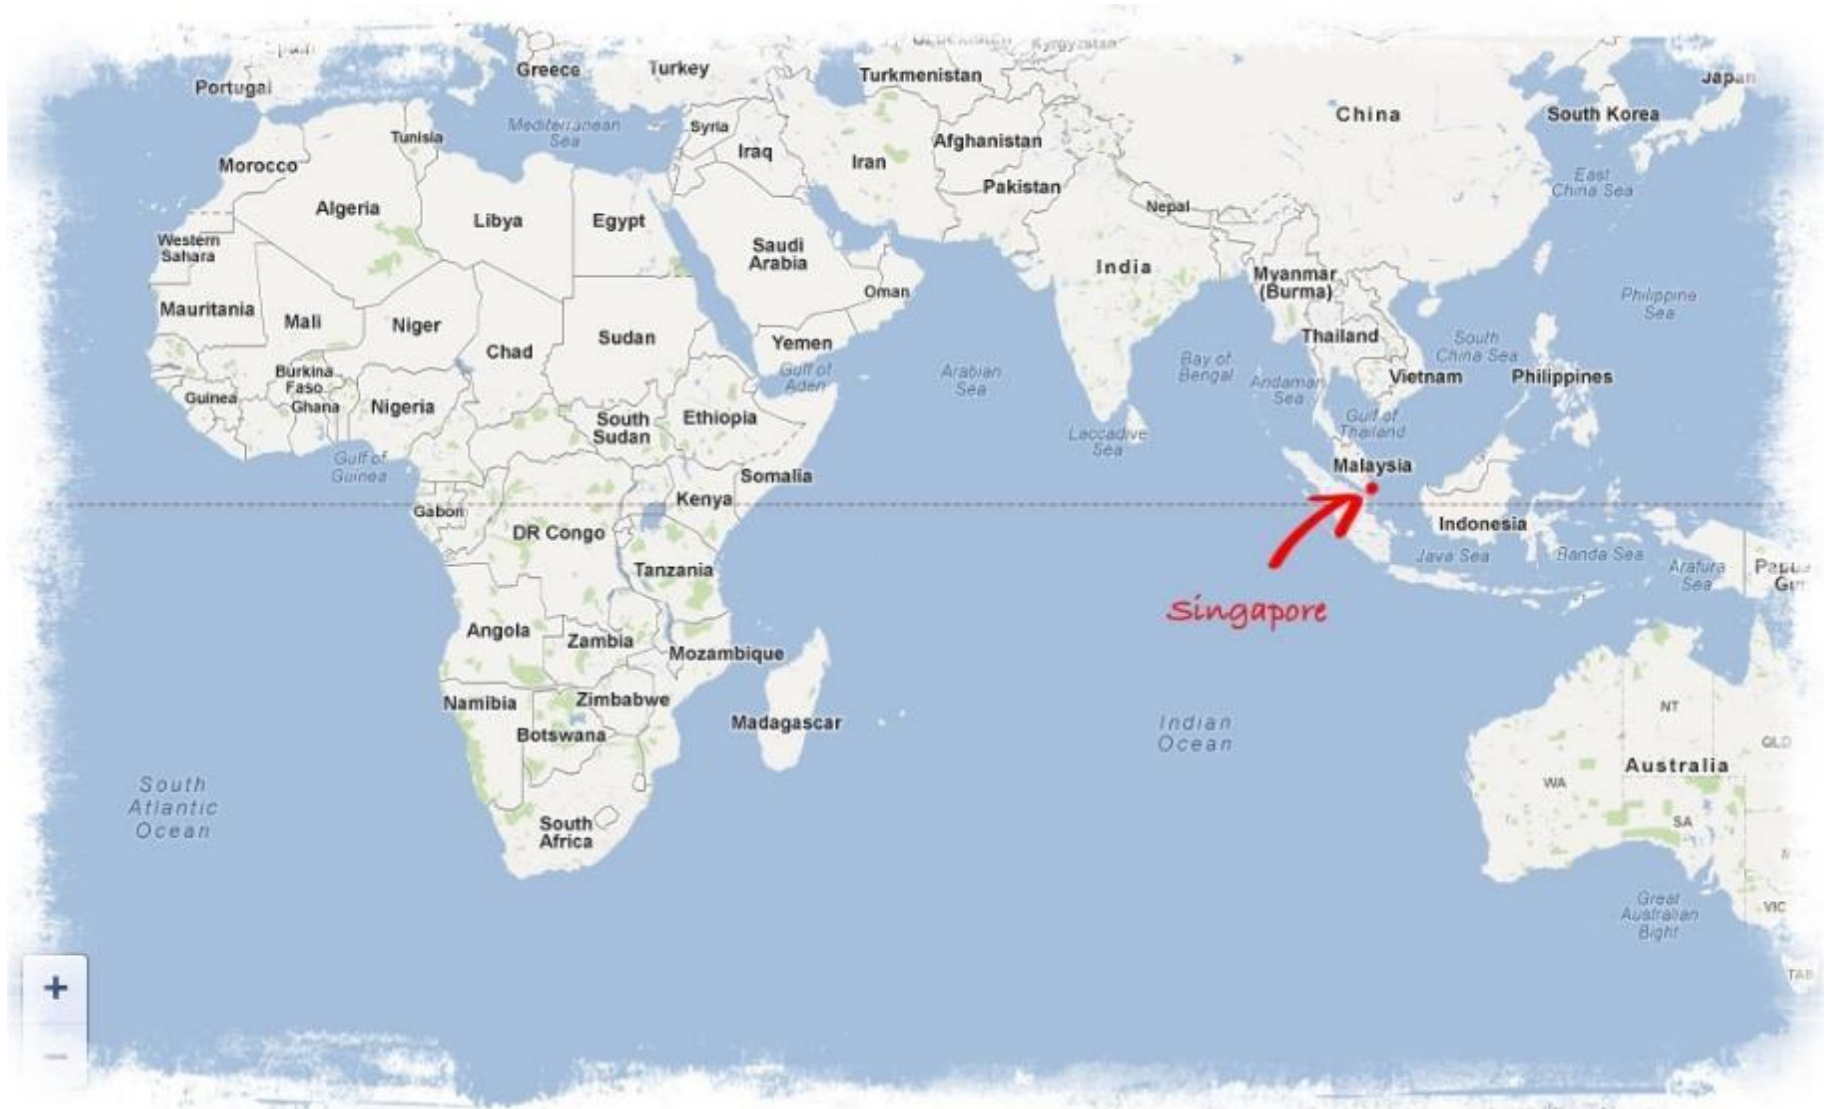 Portugal
Greece
Turkey
Turkmenistan
Kyrgyzstan
China
South Korea
Japan
Mediterranean
Sea
Tunisia
Syria
Iraq
Iran
Afghanistan
Pakistan
Morocco
Algeria
Libya
Egypt
Saudi
Arabia
Nepal
East
China Sea
Western
Sahara
Mauritania
Mali
Niger
Chad
Sudan
Oman
Yemen
Gulf of
Aden
India
Myanmar
(Burma)
Thailand
South
China Sea
Philippine
Sea
Burkina
Faso
Guinea
Ghana
Nigeria
South
Sudan
Ethiopia
Arabian
Sea
Bay of
Bengal
Andaman
Sea
Vietnam
Philippines
Gulf of
Guinea
Somalia
Laccadive
Sea
Gulf of
Thailand
Malaysia
Gabon
DR Congo
Kenya
Indonesia
Tanzania
Java Sea
Banda Sea
Arafura
Sea
Singapore
Angola
Zambia
Mozambique
Namibia
Zimbabwe
Botswana
Madagascar
Indian
Ocean
NT
QLD
Australia
WA
SA
South
Atlantic
Ocean
South
Africa
Great
Australian
Bight
VIC
TAS
+
−